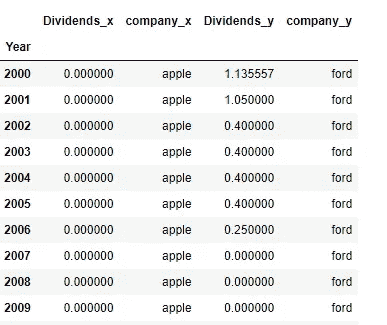 Dividends_x company_x Dividends_y company_y
Year
2000 0.000000 apple 1.135557 ford
2001 0.000000 apple 1.050000 ford
2002 0.000000 apple 0.400000 ford
2003 0.000000 apple 0.400000 ford
2004 0.000000 apple 0.400000 ford
2005 0.000000 apple 0.400000 ford
2006 0.000000 apple 0.250000 ford
2007 0.000000 apple 0.000000 ford
2008 0.000000 apple 0.000000 ford
2009 0.000000 apple 0.000000 ford